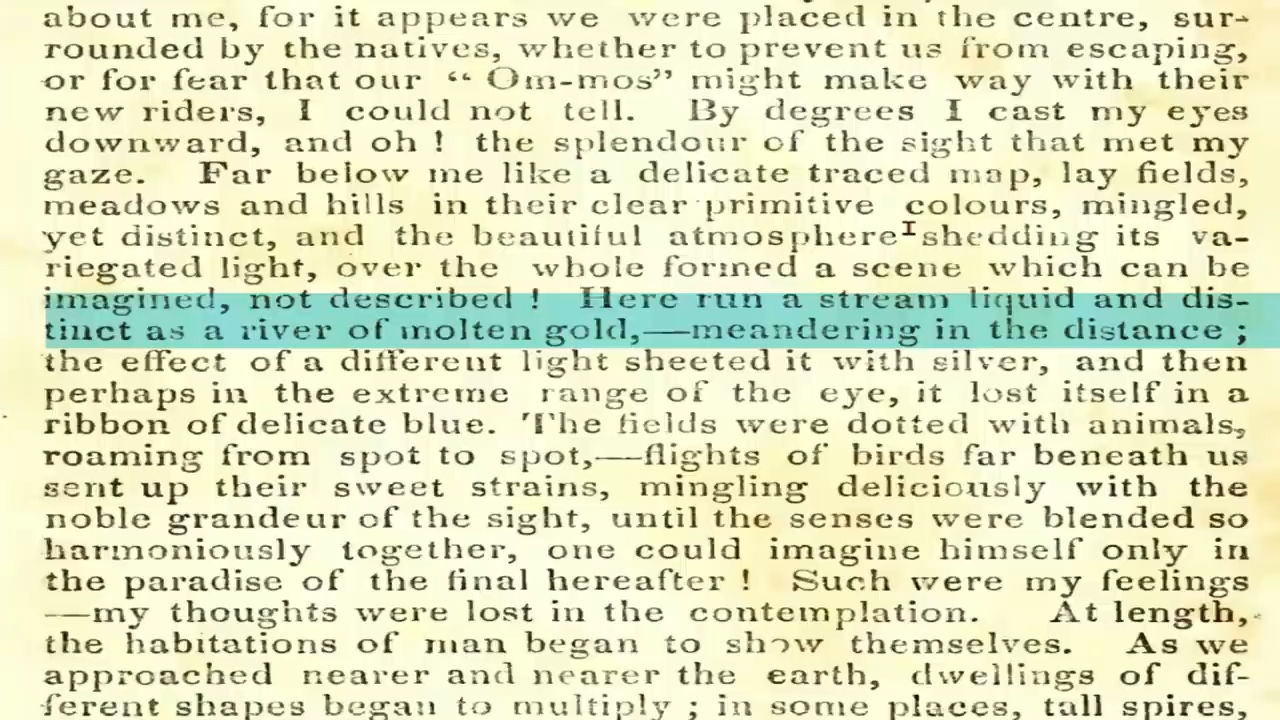 about me, for it appears we were placed in the centre, sur-
rounded by the natives, whether to prevent us from escaping,
or for fear that our “ Om-mos” might make way with their
new riders, I could not tell. By degrees I cast my eyes
downward, and oh ! the splendour of the sight that met my
gaze. Far below me like a delicate traced map, lay fields,
meadows and hills in their clear primitive colours, mingled,
yet distinct, and the beautiful atmosphere shedding its va-
riegated light, over the whole formed a scene which can be
imagined, not described ! Here run a stream liquid and dis-
tinct as a river of molten gold,—meandering in the distance ;
the effect of a different light sheeted it with silver, and then
perhaps in the extreme range of the eye, it lost itself in a
ribbon of delicate blue. The fields were dotted with animals,
roaming from spot to spot,—flights of birds far beneath us
sent up their sweet strains, mingling deliciously with the
noble grandeur of the sight, until the senses were blended so
harmoniously together, one could imagine himself only in
the paradise of the final hereafter ! Such were my feelings
—my thoughts were lost in the contemplation. At length,
the habitations of man began to show themselves. As we
approached nearer and nearer the earth, dwellings of dif-
ferent shapes began to multiply ; in some places, tall spires,